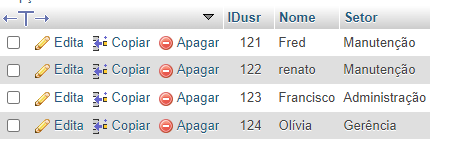 IDusr Nome Setor
Edita Copiar Apagar 121 Fred Manutenção
Edita Copiar Apagar 122 renato Manutenção
Edita Copiar Apagar 123 Francisco Administração
Edita Copiar Apagar 124 Olívia Gerência